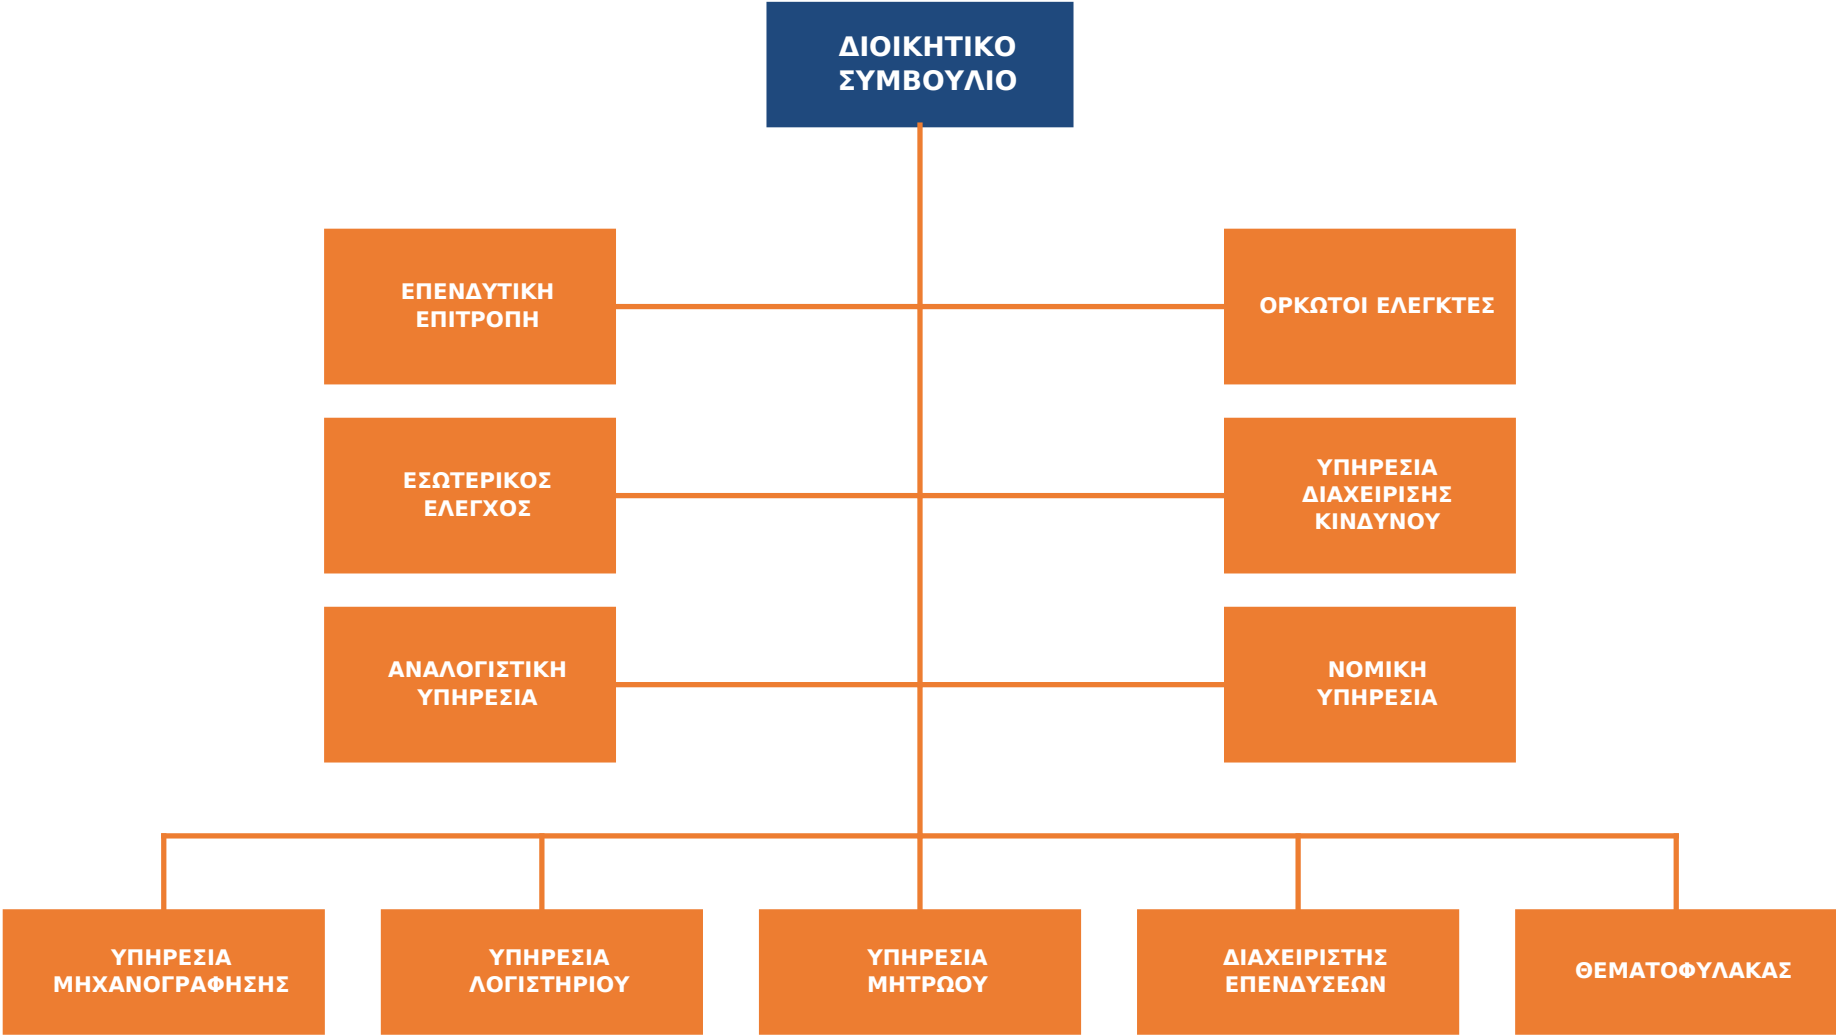 ΔΙΟΙΚΗΤΙΚΟ
ΣΥΜΒΟΥΛΙΟ
ΕΠΕΝΔΥΤΙΚΗ
ΕΠΙΤΡΟΠΗ
ΟΡΚΩΤΟΙ ΕΛΕΓΚΤΕΣ
ΕΣΩΤΕΡΙΚΟΣ
ΕΛΕΓΧΟΣ
ΥΠΗΡΕΣΙΑ
ΔΙΑΧΕΙΡΙΣΗΣ
ΚΙΝΔΥΝΟΥ
ΑΝΑΛΟΓΙΣΤΙΚΗ
ΥΠΗΡΕΣΙΑ
ΝΟΜΙΚΗ
ΥΠΗΡΕΣΙΑ
ΥΠΗΡΕΣΙΑ
ΜΗΧΑΝΟΓΡΑΦΗΣΗΣ
ΥΠΗΡΕΣΙΑ
ΛΟΓΙΣΤΗΡΙΟΥ
ΥΠΗΡΕΣΙΑ
ΜΗΤΡΩΟΥ
ΔΙΑΧΕΙΡΙΣΤΗΣ
ΕΠΕΝΔΥΣΕΩΝ
ΘΕΜΑΤΟΦΥΛΑΚΑΣ